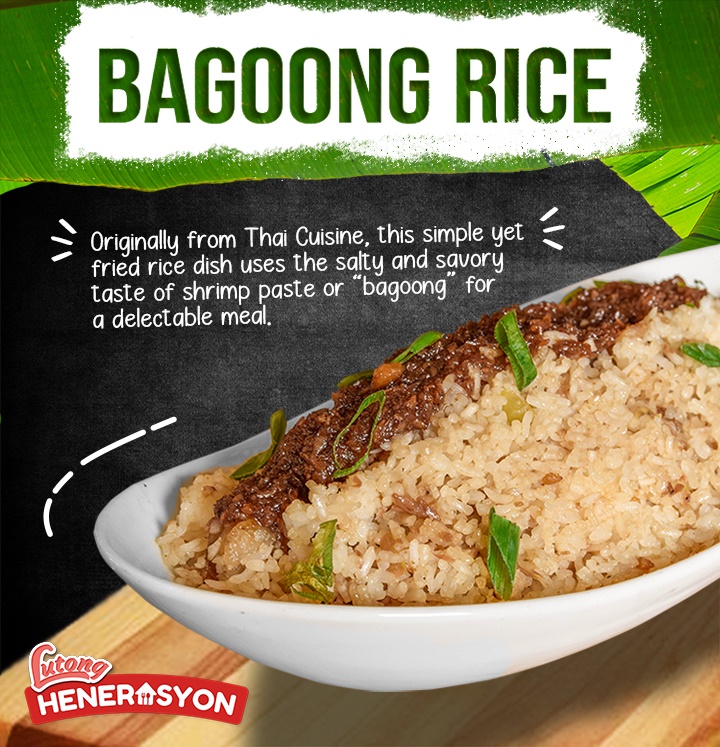 BAGOONG RICE
Originally from Thai Cuisine, this simple yet
fried rice dish uses the salty and savory
taste of shrimp paste or “bagoong” for
a delectable meal.
Lutong
HENERASYON